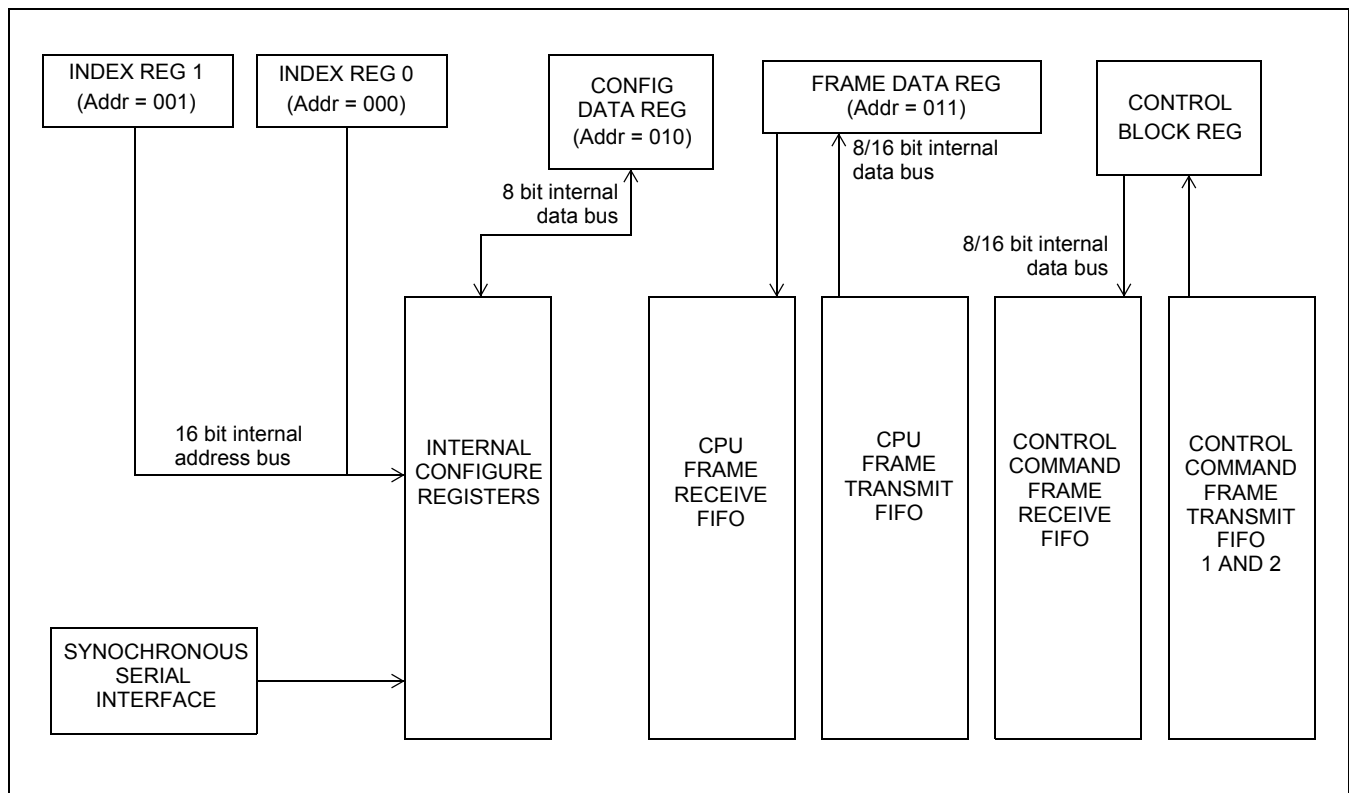 INDEX REG 1
(Addr = 001)
INDEX REG 0
(Addr = 000)
CONFIG
DATA REG
(Addr = 010)
FRAME DATA REG
(Addr = 011)
CONTROL
BLOCK REG
8 bit internal
data bus
8/16 bit internal
data bus
8/16 bit internal
data bus
16 bit internal
address bus
INTERNAL
CONFIGURE
REGISTERS
CPU
FRAME
RECEIVE
FIFO
CPU
FRAME
TRANSMIT
FIFO
CONTROL
COMMAND
FRAME
RECEIVE
FIFO
CONTROL
COMMAND
FRAME
TRANSMIT
FIFO
1 AND 2
SYNOCHRONOUS
SERIAL
INTERFACE